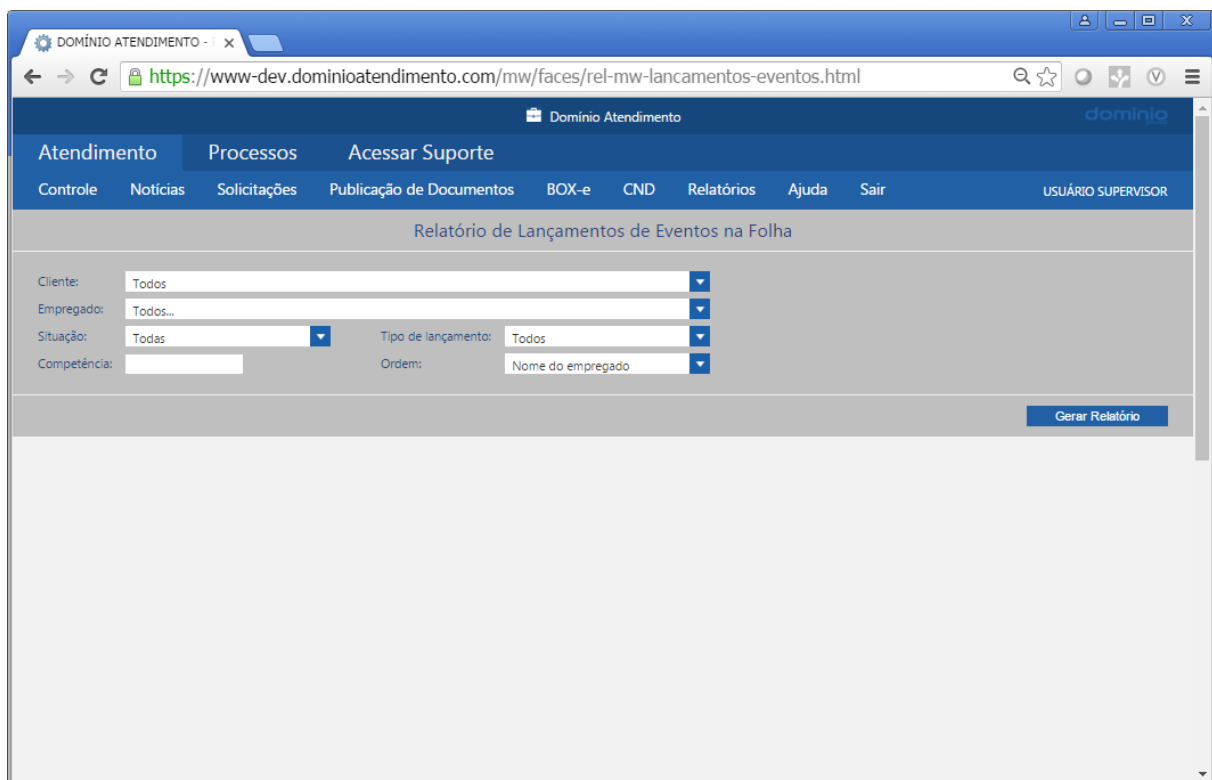 DOMÍNIO ATENDIMENTO -
https://www-dev.dominioatendimento.com/mw/faces/rel-mw-lancamentos-eventos.html
Domínio Atendimento
domínio
Atendimento Processos Acessar Suporte
Controle Notícias Solicitações Publicação de Documentos BOX-e CND Relatórios Ajuda Sair USUÁRIO SUPERVISOR
Relatório de Lançamentos de Eventos na Folha
Cliente: Todos
Empregado: Todos...
Situação: Todas Tipo de lançamento: Todos
Competência: Ordem: Nome do empregado
Gerar Relatório